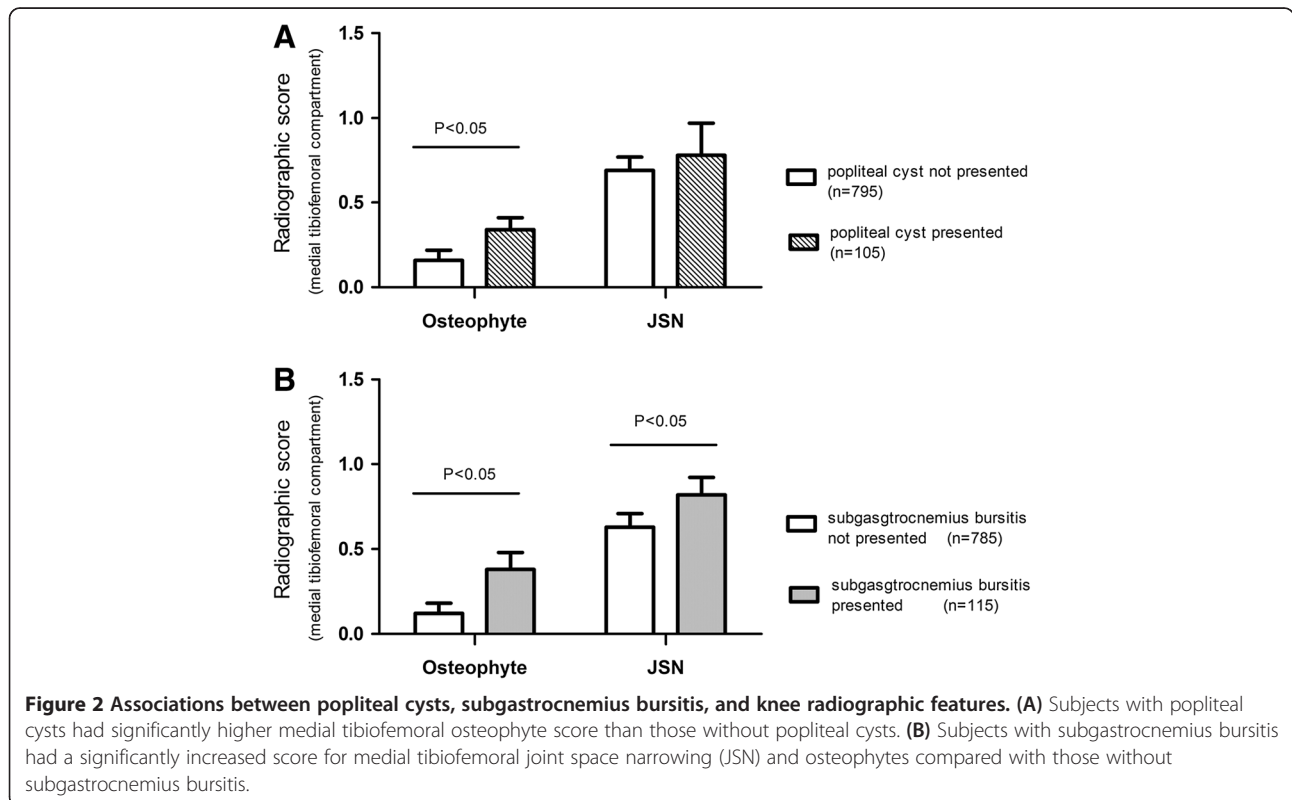 A
Radiographic score
(medial tibiofemoral compartment)
1.5
1.0
0.5
0.0
P<0.05
Osteophyte
JSN
popliteal cyst not presented
(n=795)
popliteal cyst presented
(n=105)
B
Radiographic score
(medial tibiofemoral compartment)
1.5
1.0
0.5
0.0
P<0.05
P<0.05
Osteophyte
JSN
subgasgtrocnemius bursitis
not presented (n=785)
subgasgtrocnemius bursitis
presented (n=115)
Figure 2 Associations between popliteal cysts, subgastrocnemius bursitis, and knee radiographic features. (A) Subjects with popliteal
cysts had significantly higher medial tibiofemoral osteophyte score than those without popliteal cysts. (B) Subjects with subgastrocnemius bursitis
had a significantly increased score for medial tibiofemoral joint space narrowing (JSN) and osteophytes compared with those without
subgastrocnemius bursitis.